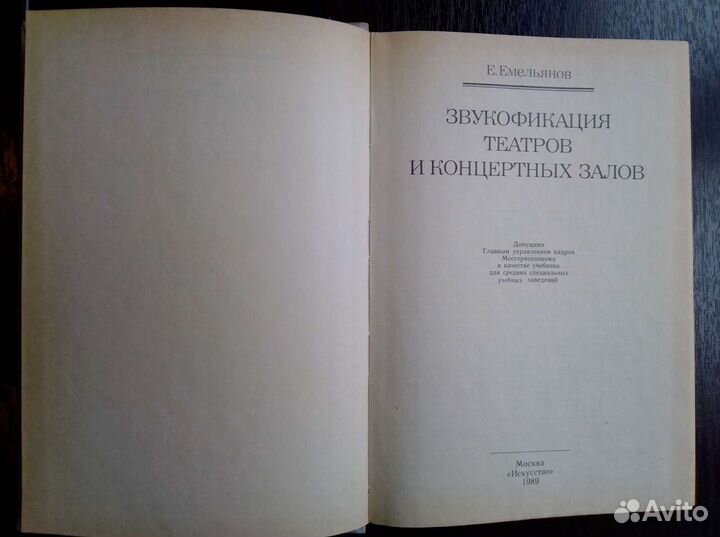 Е. Емельянов
ЗВУКОФИКАЦИЯ
ТЕАТРОВ
И КОНЦЕРТНЫХ ЗАЛОВ
Допущено
Главным управлением кадров
Мосгорисполкома
в качестве учебника
для средних специальных
учебных заведений
Москва
«Искусство»
1989
Avito